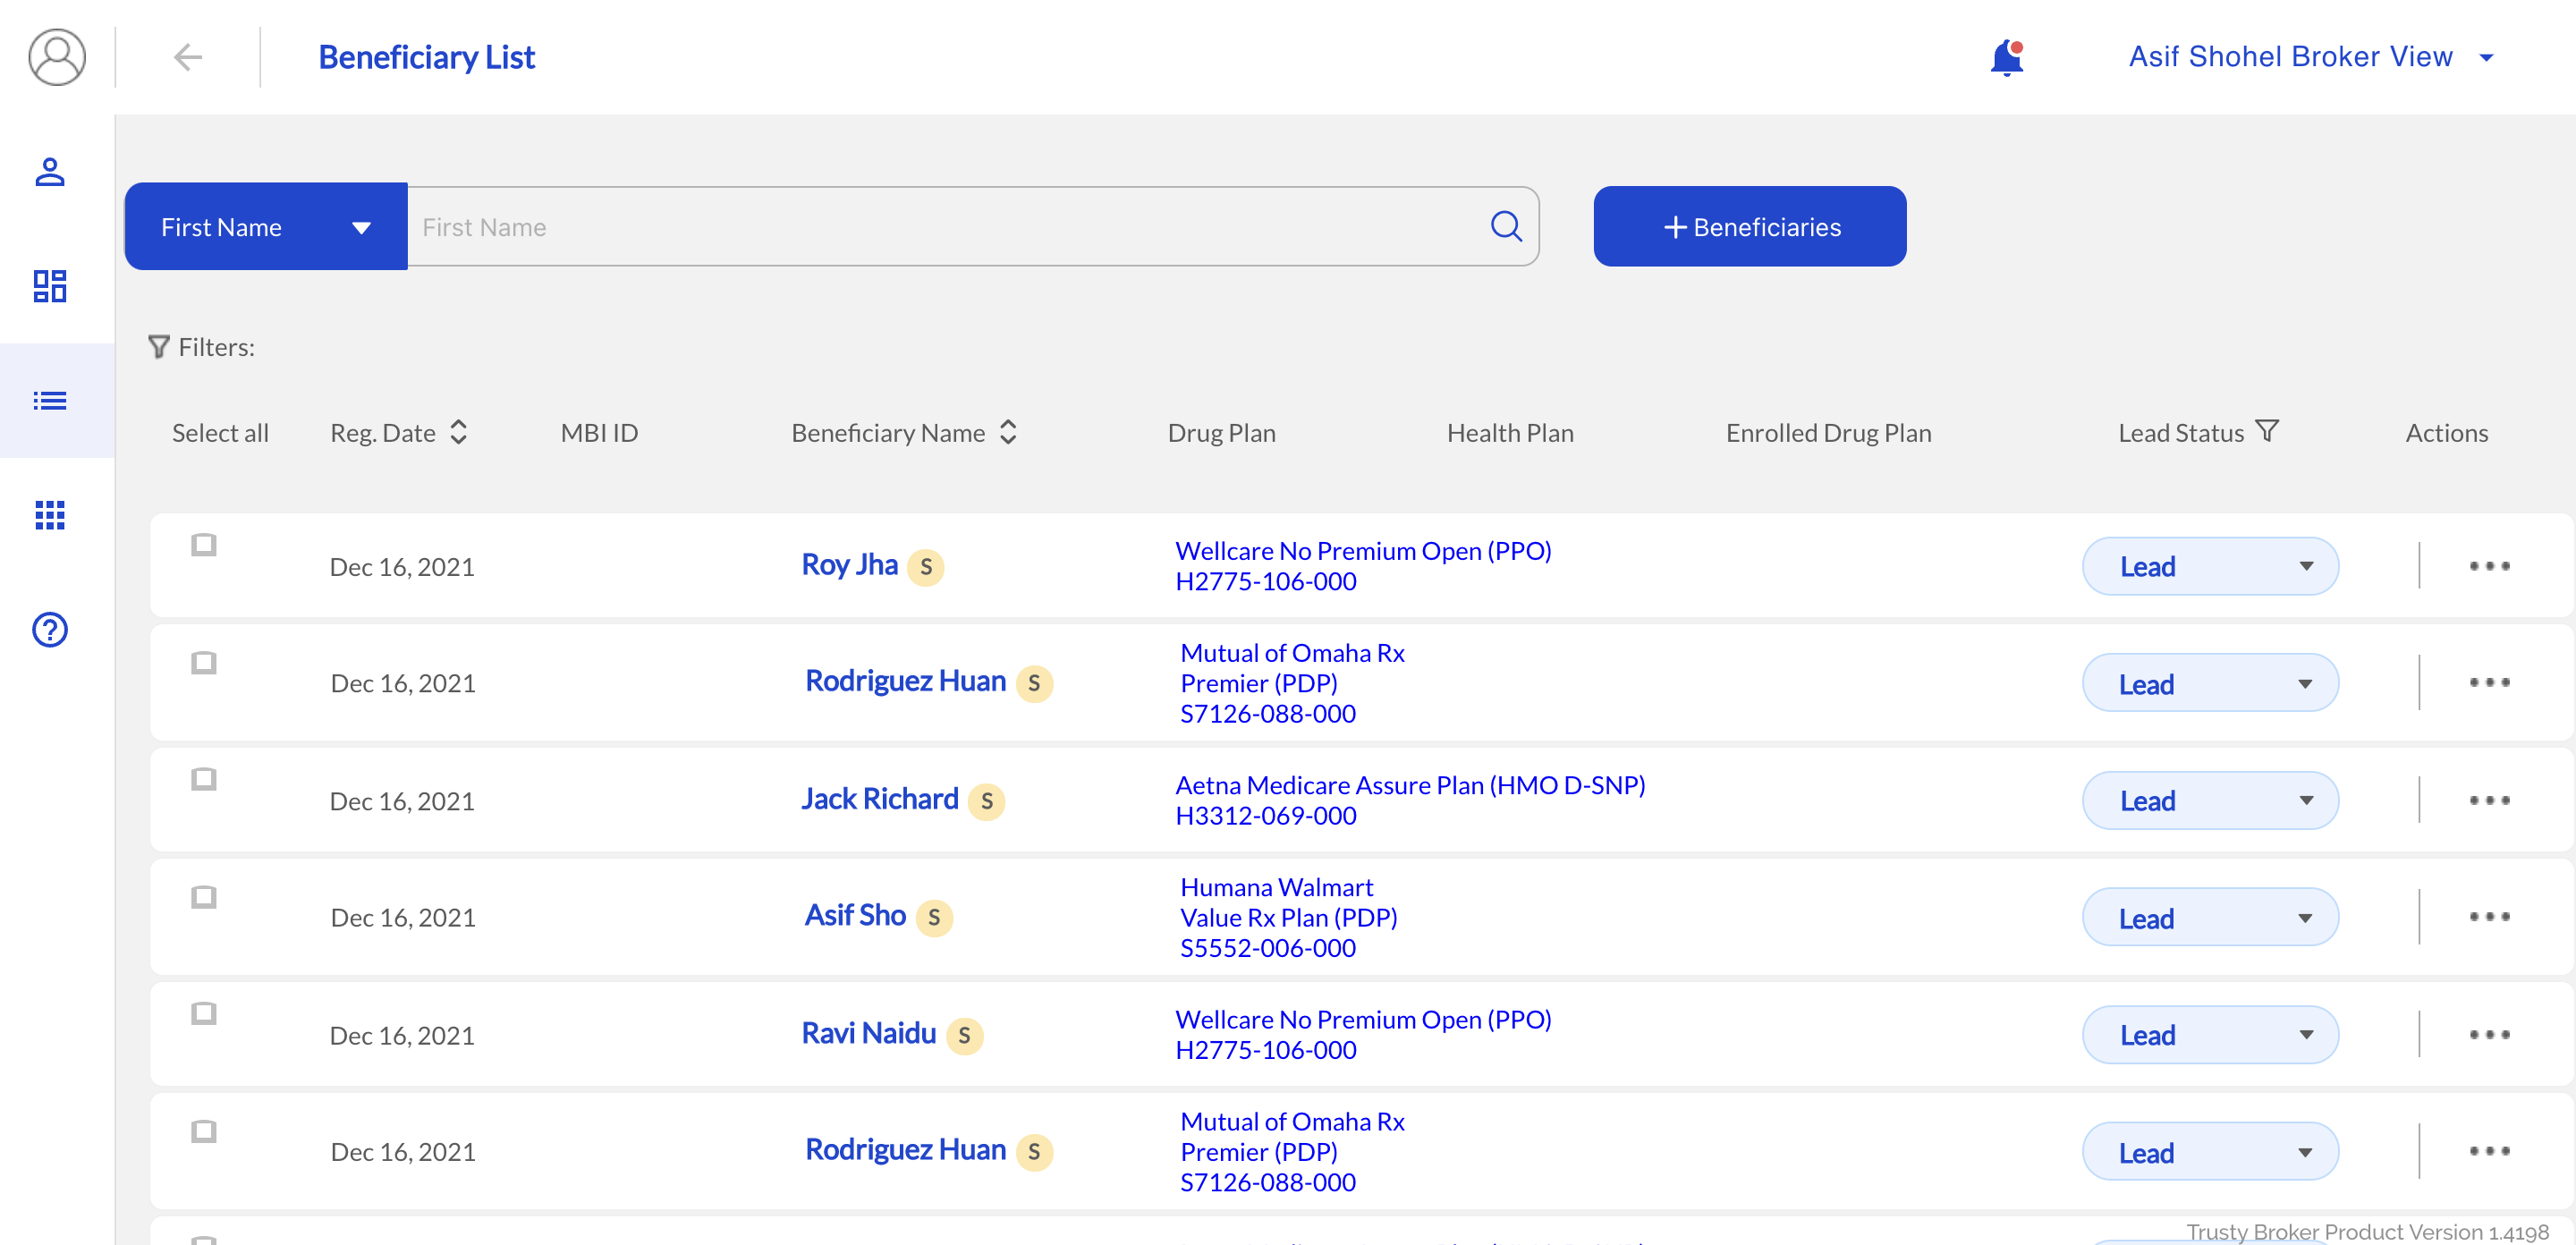 Beneficiary List
Asif Shohel Broker View
First Name
First Name
+ Beneficiaries
Filters:
Select all Reg. Date MBI ID Beneficiary Name Drug Plan Health Plan Enrolled Drug Plan Lead Status Actions
Dec 16, 2021
Roy Jha S
Wellcare No Premium Open (PPO)
H2775-106-000
Lead
Dec 16, 2021
Rodriguez Huan S
Mutual of Omaha Rx
Premier (PDP)
S7126-088-000
Lead
Dec 16, 2021
Jack Richard S
Aetna Medicare Assure Plan (HMO D-SNP)
H3312-069-000
Lead
Dec 16, 2021
Asif Sho S
Humana Walmart
Value Rx Plan (PDP)
S5552-006-000
Lead
Dec 16, 2021
Ravi Naidu S
Wellcare No Premium Open (PPO)
H2775-106-000
Lead
Dec 16, 2021
Rodriguez Huan S
Mutual of Omaha Rx
Premier (PDP)
S7126-088-000
Lead
Trusty Broker Product Version 1.4198